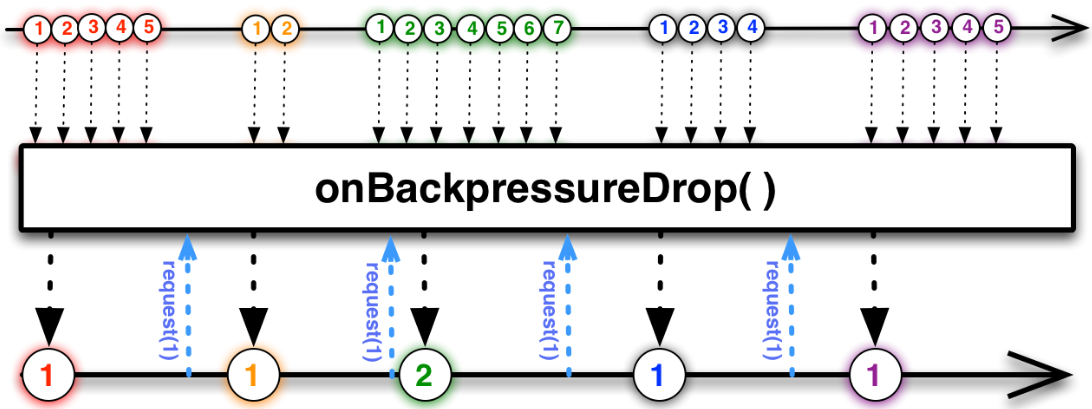 1 2 3 4 5 1 2 1 2 3 4 5 6 7 1 2 3 4 1 2 3 4 5
onBackpressureDrop( )
request(1) request(1) request(1) request(1)
1 1 2 1 1